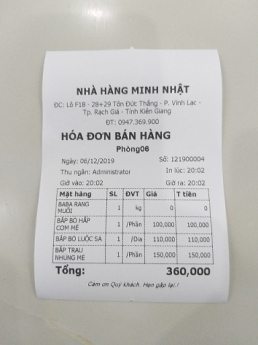 NHÀ HÀNG MINH NHẬT
ĐC: Lô F18 - 28+29 Tôn Đức Thắng - P. Vĩnh Lạc -
Tp. Rạch Giá - Tỉnh Kiên Giang
ĐT: 0947.369.900
HÓA ĐƠN BÁN HÀNG
Phòng06
Ngày: 06/12/2019 Số: 121900004
Thu ngân: Administrator In lúc: 20:02
Giờ vào: 20:02 Giờ ra: 20:02
Mặt hàng SL ĐVT Giá T tiền
BABA RANG
MUỐI 1 kg 0 0
BẮP BÒ HẤP
CƠM MẺ 1 /Phần 100,000 100,000
BẮP BÒ LUỘC SẢ 1 /Dĩa 110,000 110,000
BẮP TRÂU
NHÚNG MẺ 1 /Phần 150,000 150,000
Tổng: 360,000
Cảm ơn Quý khách. Hẹn gặp lại!